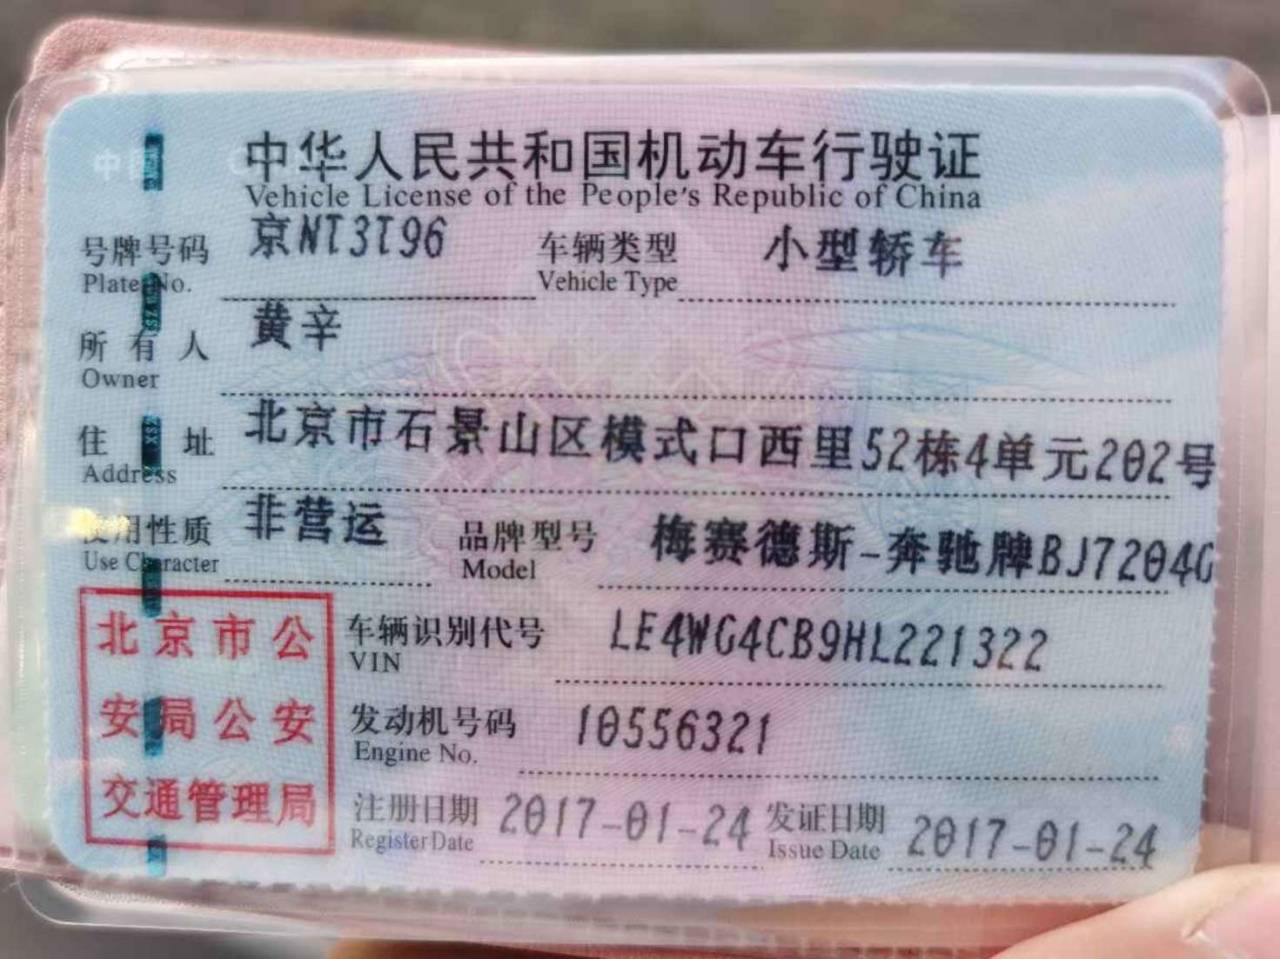 中华人民共和国机动车行驶证
Vehicle License of the People's Republic of China
号牌号码 京NT3T96 车辆类型 小型轿车
Plate No. Vehicle Type
所有人 黄辛
Owner
住址 北京市石景山区模式口西里52栋4单元202号
Address
使用性质 非营运 品牌型号 梅赛德斯-奔驰牌BJ7204G
Use Character Model
北京市公
安局公安
交通管理局
车辆识别代号 LE4WG4CB9HL221322
VIN
发动机号码 10556321
Engine No.
注册日期 2017-01-24 发证日期 2017-01-24
Register Date Issue Date